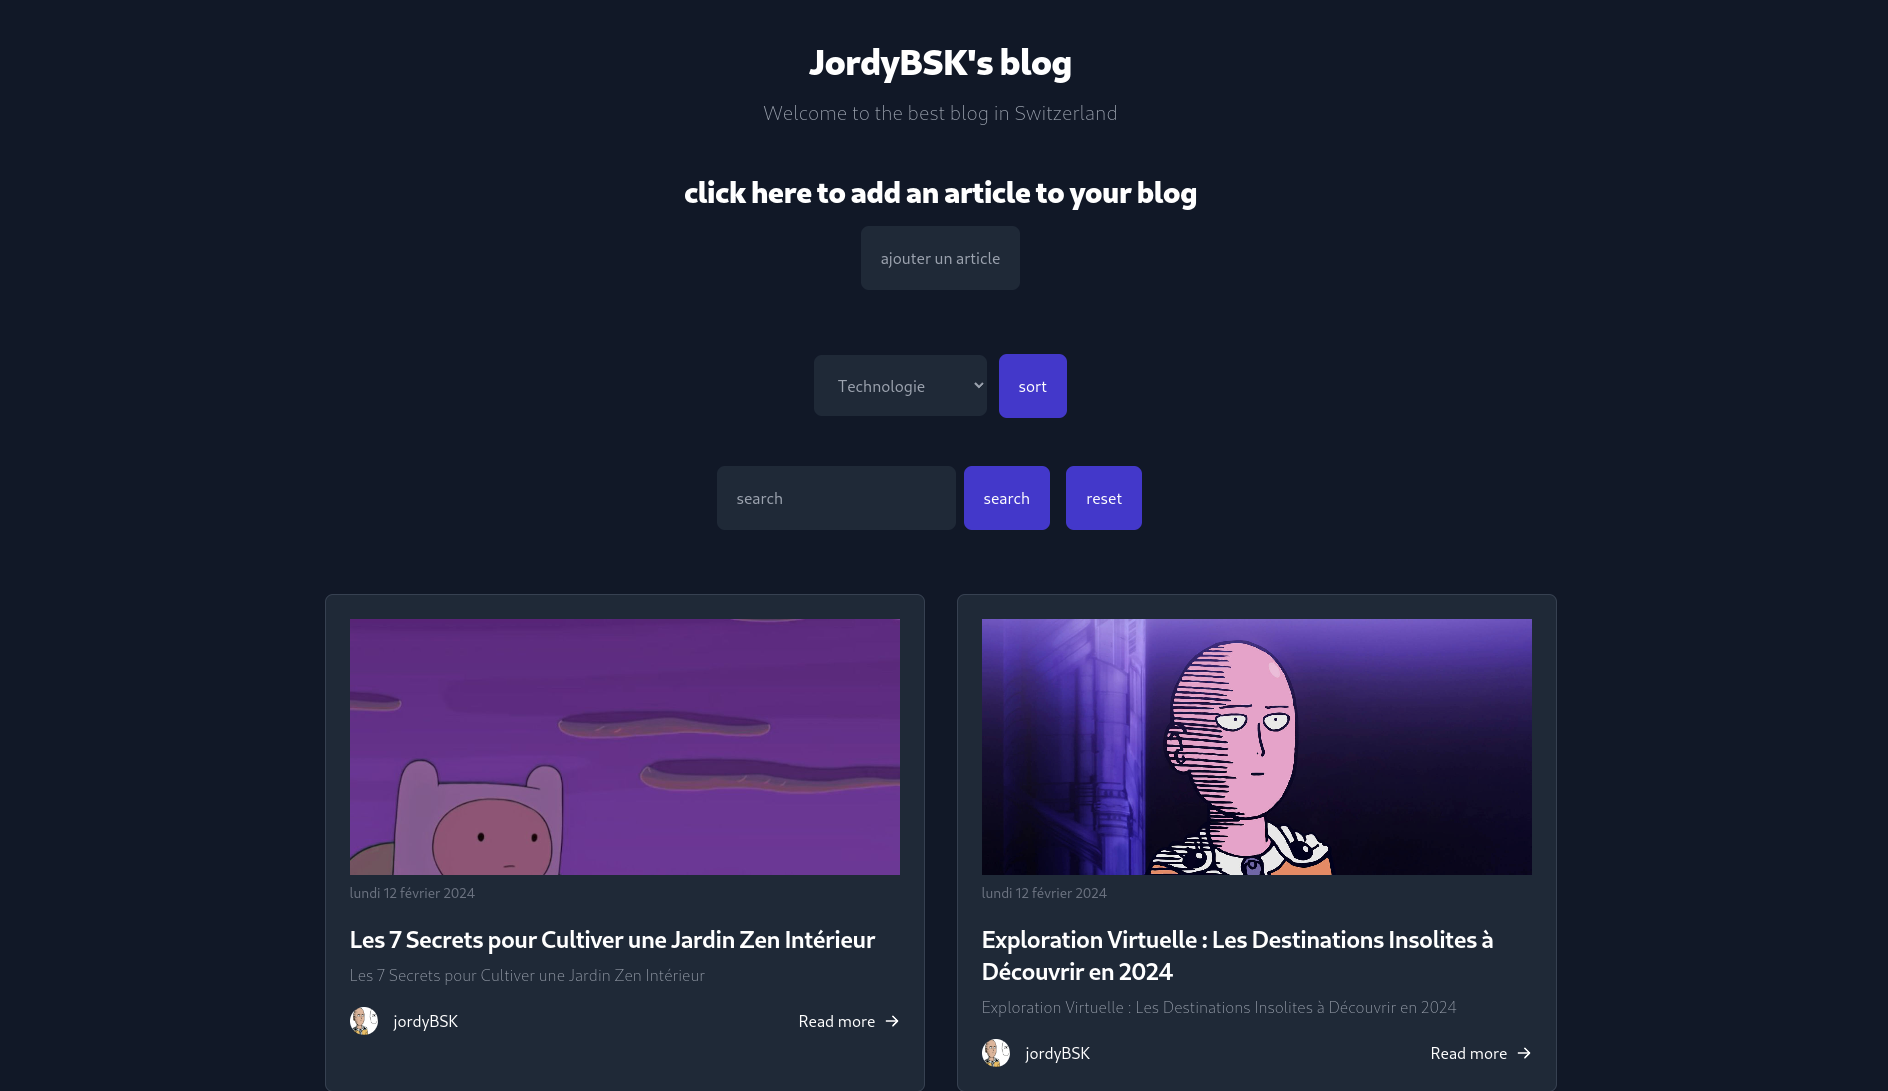 JordyBSK's blog
Welcome to the best blog in Switzerland
click here to add an article to your blog
ajouter un article
Technologie
sort
search
search
reset
lundi 12 février 2024
Les 7 Secrets pour Cultiver une Jardin Zen Intérieur
Les 7 Secrets pour Cultiver une Jardin Zen Intérieur
jordyBSK
Read more →
lundi 12 février 2024
Exploration Virtuelle : Les Destinations Insolites à
Découvrir en 2024
Exploration Virtuelle : Les Destinations Insolites à Découvrir en 2024
jordyBSK
Read more →